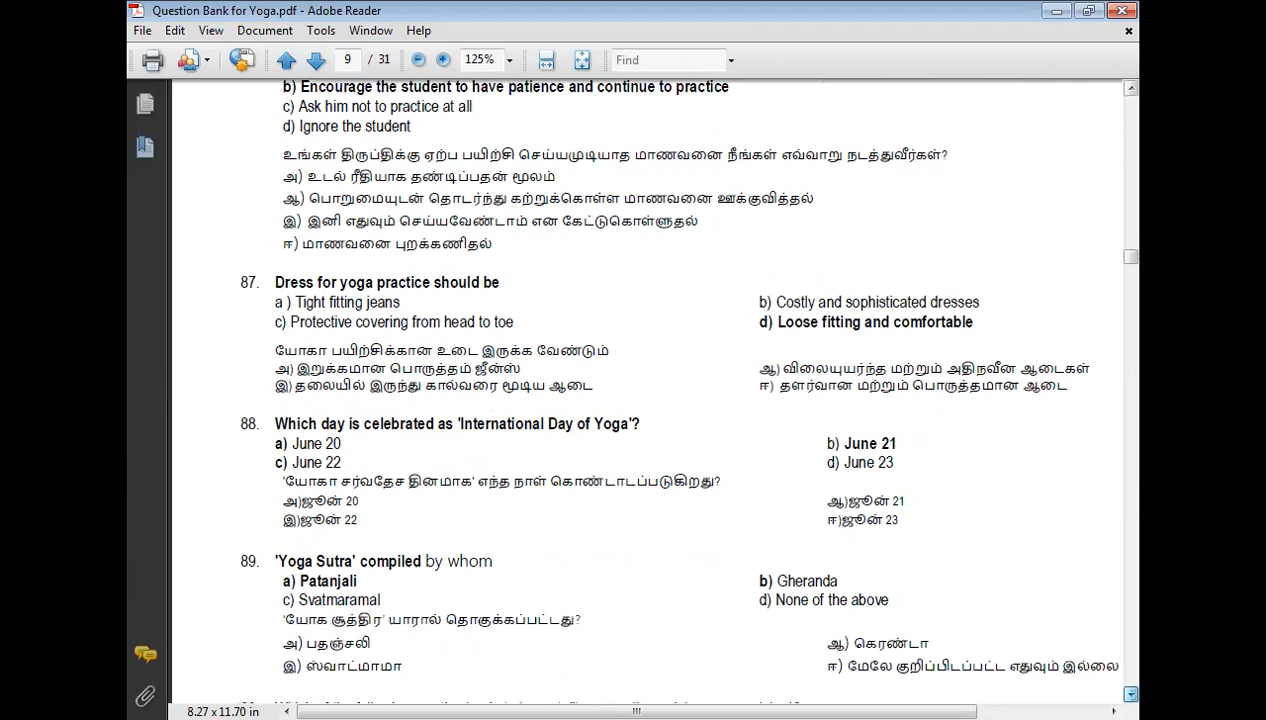 Question Bank for Yoga.pdf - Adobe Reader
File Edit View Document Tools Window Help
9 / 31 125% Find
b) Encourage the student to have patience and continue to practice
c) Ask him not to practice at all
d) Ignore the student
உங்கள் திருப்திக்கு ஏற்ப பயிற்சி செய்யமுடியாத மாணவனை நீங்கள் எவ்வாறு நடத்துவீர்கள்?
அ) உடல் ரீதியாக தண்டிப்பதன் மூலம்
ஆ) பொறுமையுடன் தொடர்ந்து கற்றுக்கொள்ள மாணவனை ஊக்குவித்தல்
இ) இனி எதுவும் செய்யவேண்டாம் என கேட்டுகொள்ளுதல்
ஈ) மாணவனை புறக்கணிதல்
87. Dress for yoga practice should be
a ) Tight fitting jeans b) Costly and sophisticated dresses
c) Protective covering from head to toe d) Loose fitting and comfortable
யோகா பயிற்சிக்கான உடை இருக்க வேண்டும்
அ) இறுக்கமான பொருத்தம் ஜீன்ஸ் ஆ) விலையுயர்ந்த மற்றும் அதிநவீன ஆடைகள்
இ) தலையில் இருந்து கால்வரை மூடிய ஆடை ஈ) தளர்வான மற்றும் பொருத்தமான ஆடை
88. Which day is celebrated as 'International Day of Yoga'?
a) June 20 b) June 21
c) June 22 d) June 23
'யோகா சர்வதேச தினமாக' எந்த நாள் கொண்டாடப்படுகிறது?
அ)ஜூன் 20 ஆ)ஜூன் 21
இ)ஜூன் 22 ஈ)ஜூன் 23
89. 'Yoga Sutra' compiled by whom
a) Patanjali b) Gheranda
c) Svatmaramal d) None of the above
'யோக சூத்திர' யாரால் தொகுக்கப்பட்டது?
அ) பதஞ்சலி ஆ) கெரண்டா
இ) ஸ்வாட்மாமா ஈ) மேலே குறிப்பிடப்பட்ட எதுவும் இல்லை
8.27 x 11.70 in